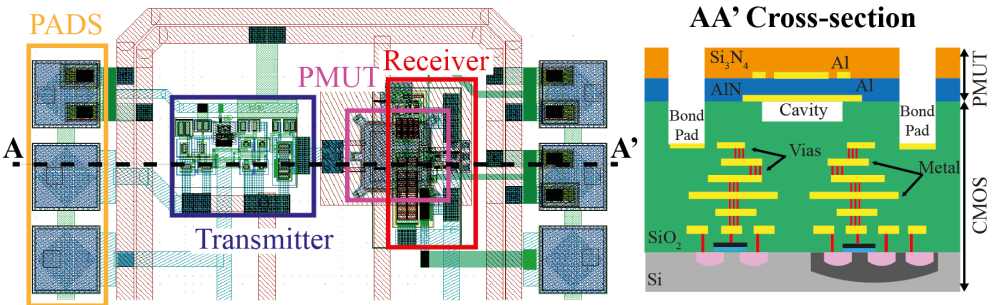 PADS
Receiver
PMUT
A
A'
Transmitter
AA' Cross-section
Si₃N₄
Al
AlN
Al
Cavity
Bond
Pad
Bond
Pad
Vias
Metal
SiO₂
Si
PMUT
CMOS